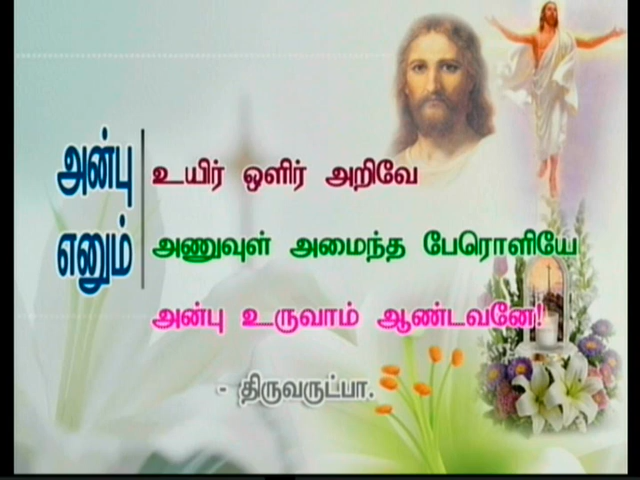 அன்பு
எனும்
உயிர் ஒளிர் அறிவே
அணுவுள் அமைந்த பேரொளியே
அன்பு உருவாம் ஆண்டவனே!
- திருவருட்பா.